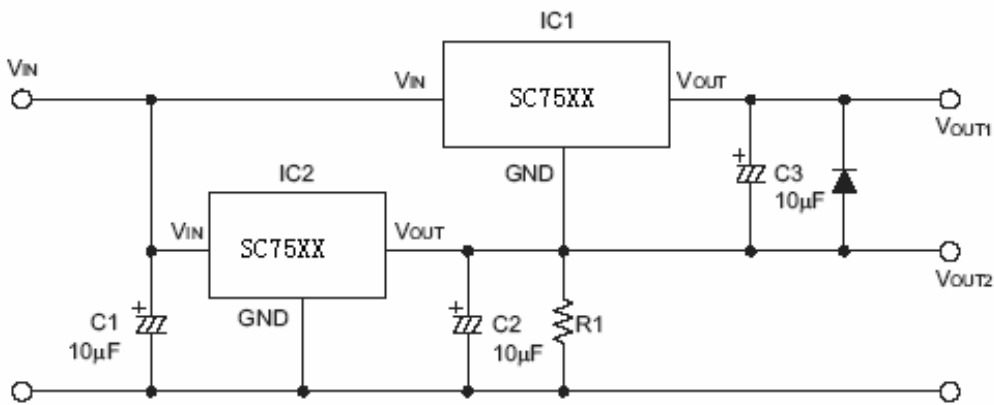 IC1
VIN
VIN
SC75XX
VOUT
VOUT1
GND
+
C3
10μF
IC2
VIN
SC75XX
VOUT
VOUT2
GND
+
C1
10μF
+
C2
10μF
R1